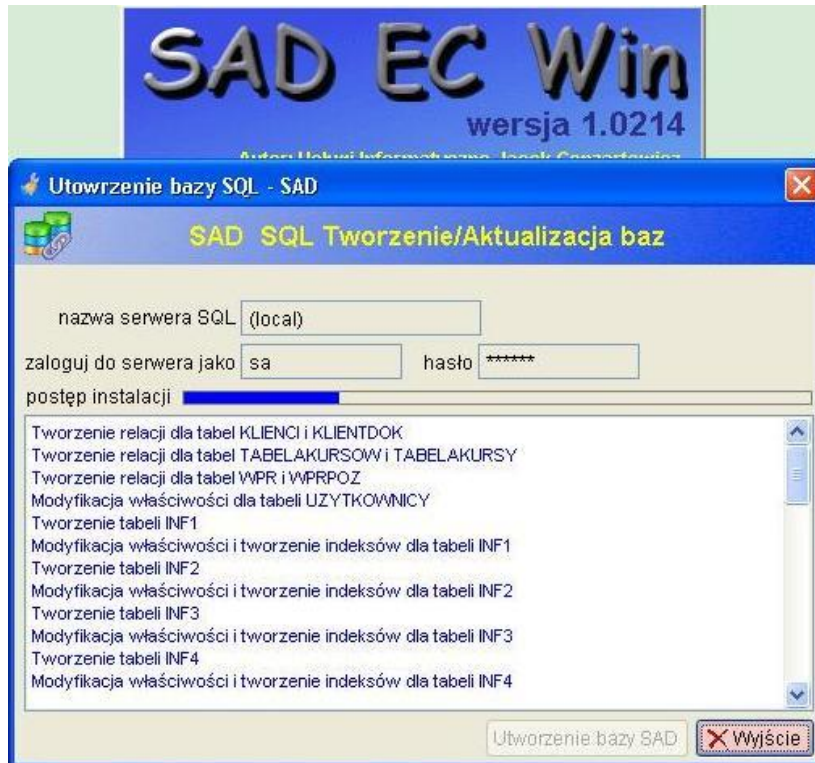 SAD EC Win
wersja 1.0214
Autor: Usługi Informatyczne Jacek
Utowrzenie bazy SQL - SAD
SAD SQL Tworzenie/Aktualizacja baz
nazwa serwera SQL (local)
zaloguj do serwera jako sa hasło ******
postęp instalacji
Tworzenie relacji dla tabel KLIENCI i KLIENTDOK
Tworzenie relacji dla tabel TABELAKURSOW i TABELAKURSY
Tworzenie relacji dla tabel WPR i WPRPOZ
Modyfikacja właściwości dla tabeli UZYTKOWNICY
Tworzenie tabeli INF1
Modyfikacja właściwości i tworzenie indeksów dla tabeli INF1
Tworzenie tabeli INF2
Modyfikacja właściwości i tworzenie indeksów dla tabeli INF2
Tworzenie tabeli INF3
Modyfikacja właściwości i tworzenie indeksów dla tabeli INF3
Tworzenie tabeli INF4
Modyfikacja właściwości i tworzenie indeksów dla tabeli INF4
Utworzenie bazy SAD Wyjście